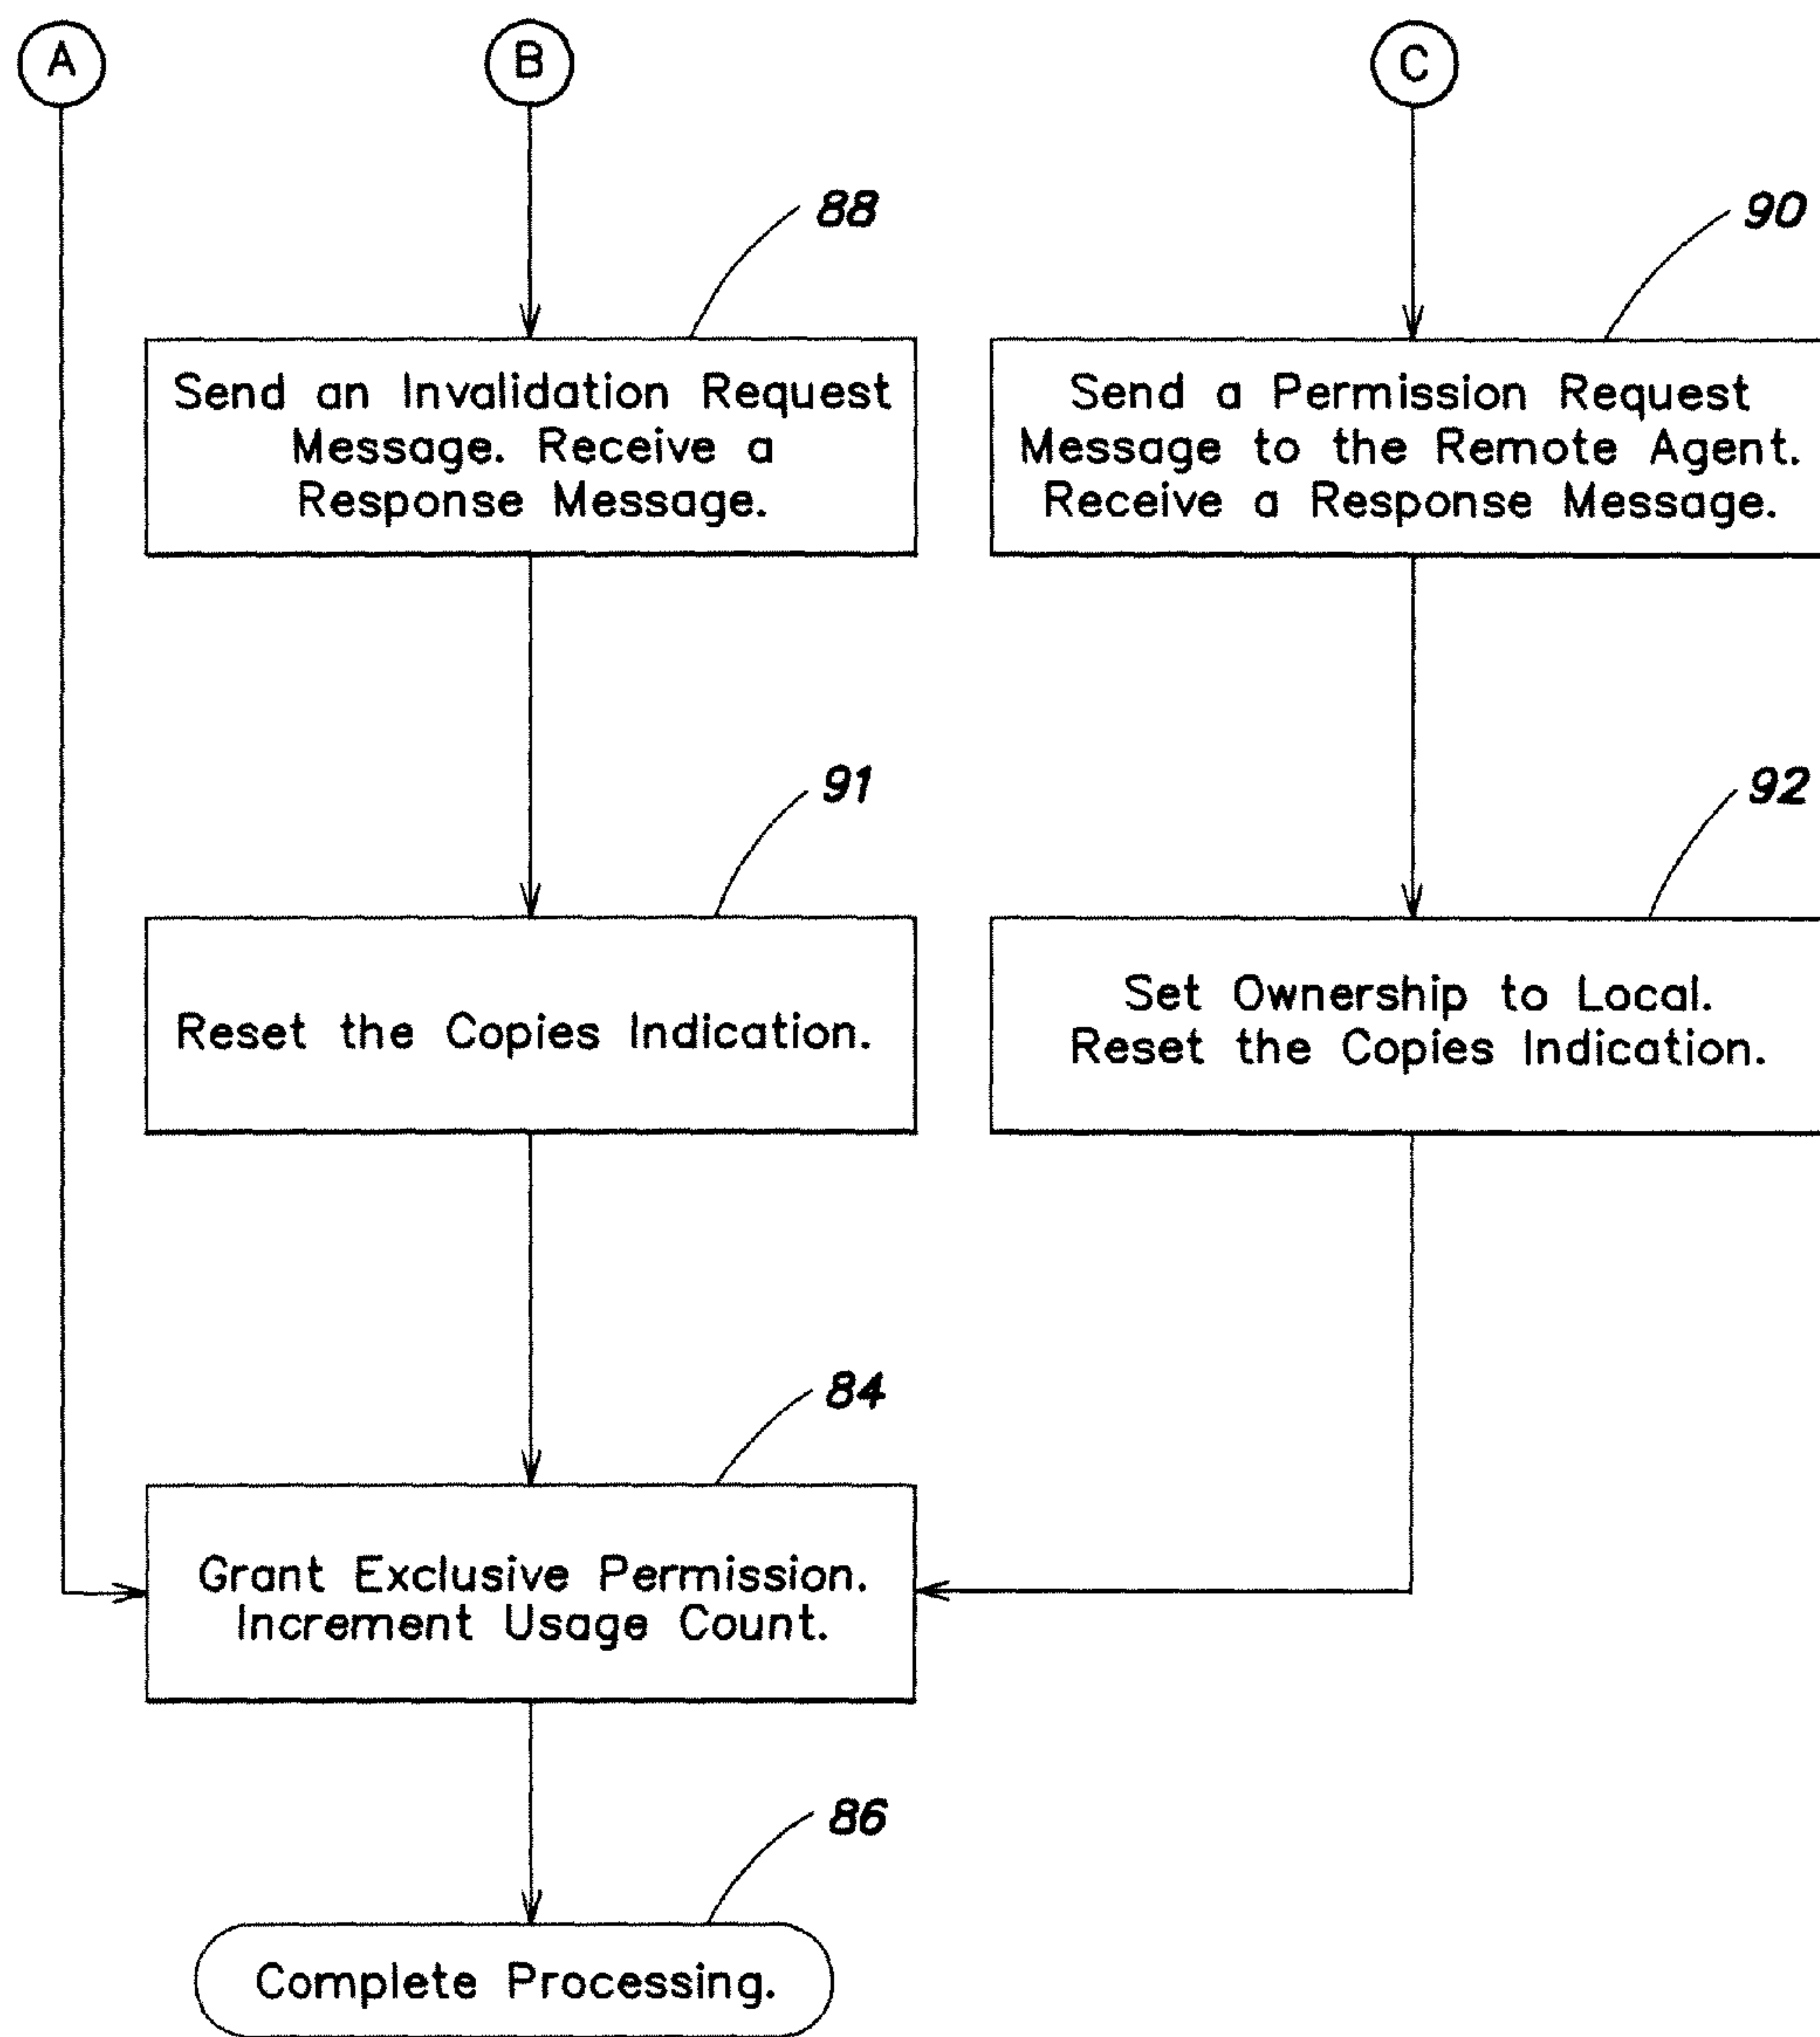 A
B
C
88
90
Send an Invalidation Request
Message. Receive a
Response Message.
Send a Permission Request
Message to the Remote Agent.
Receive a Response Message.
91
92
Reset the Copies Indication.
Set Ownership to Local.
Reset the Copies Indication.
84
Grant Exclusive Permission.
Increment Usage Count.
86
Complete Processing.